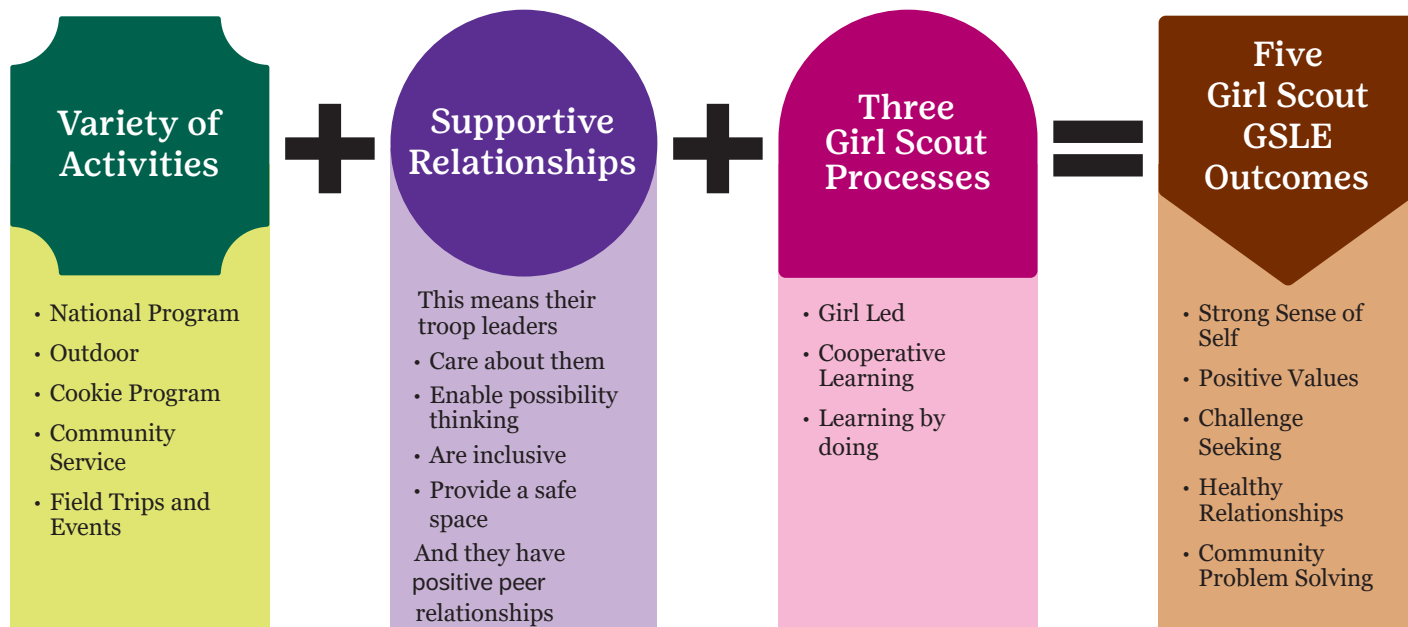 Variety of
Activities
• National Program
• Outdoor
• Cookie Program
• Community
Service
• Field Trips and
Events
+
Supportive
Relationships
This means their
troop leaders
• Care about them
• Enable possibility
thinking
• Are inclusive
• Provide a safe
space
And they have
positive peer
relationships
+
Three
Girl Scout
Processes
• Girl Led
• Cooperative
Learning
• Learning by
doing
=
Five
Girl Scout
GSLE
Outcomes
• Strong Sense of
Self
• Positive Values
• Challenge
Seeking
• Healthy
Relationships
• Community
Problem Solving